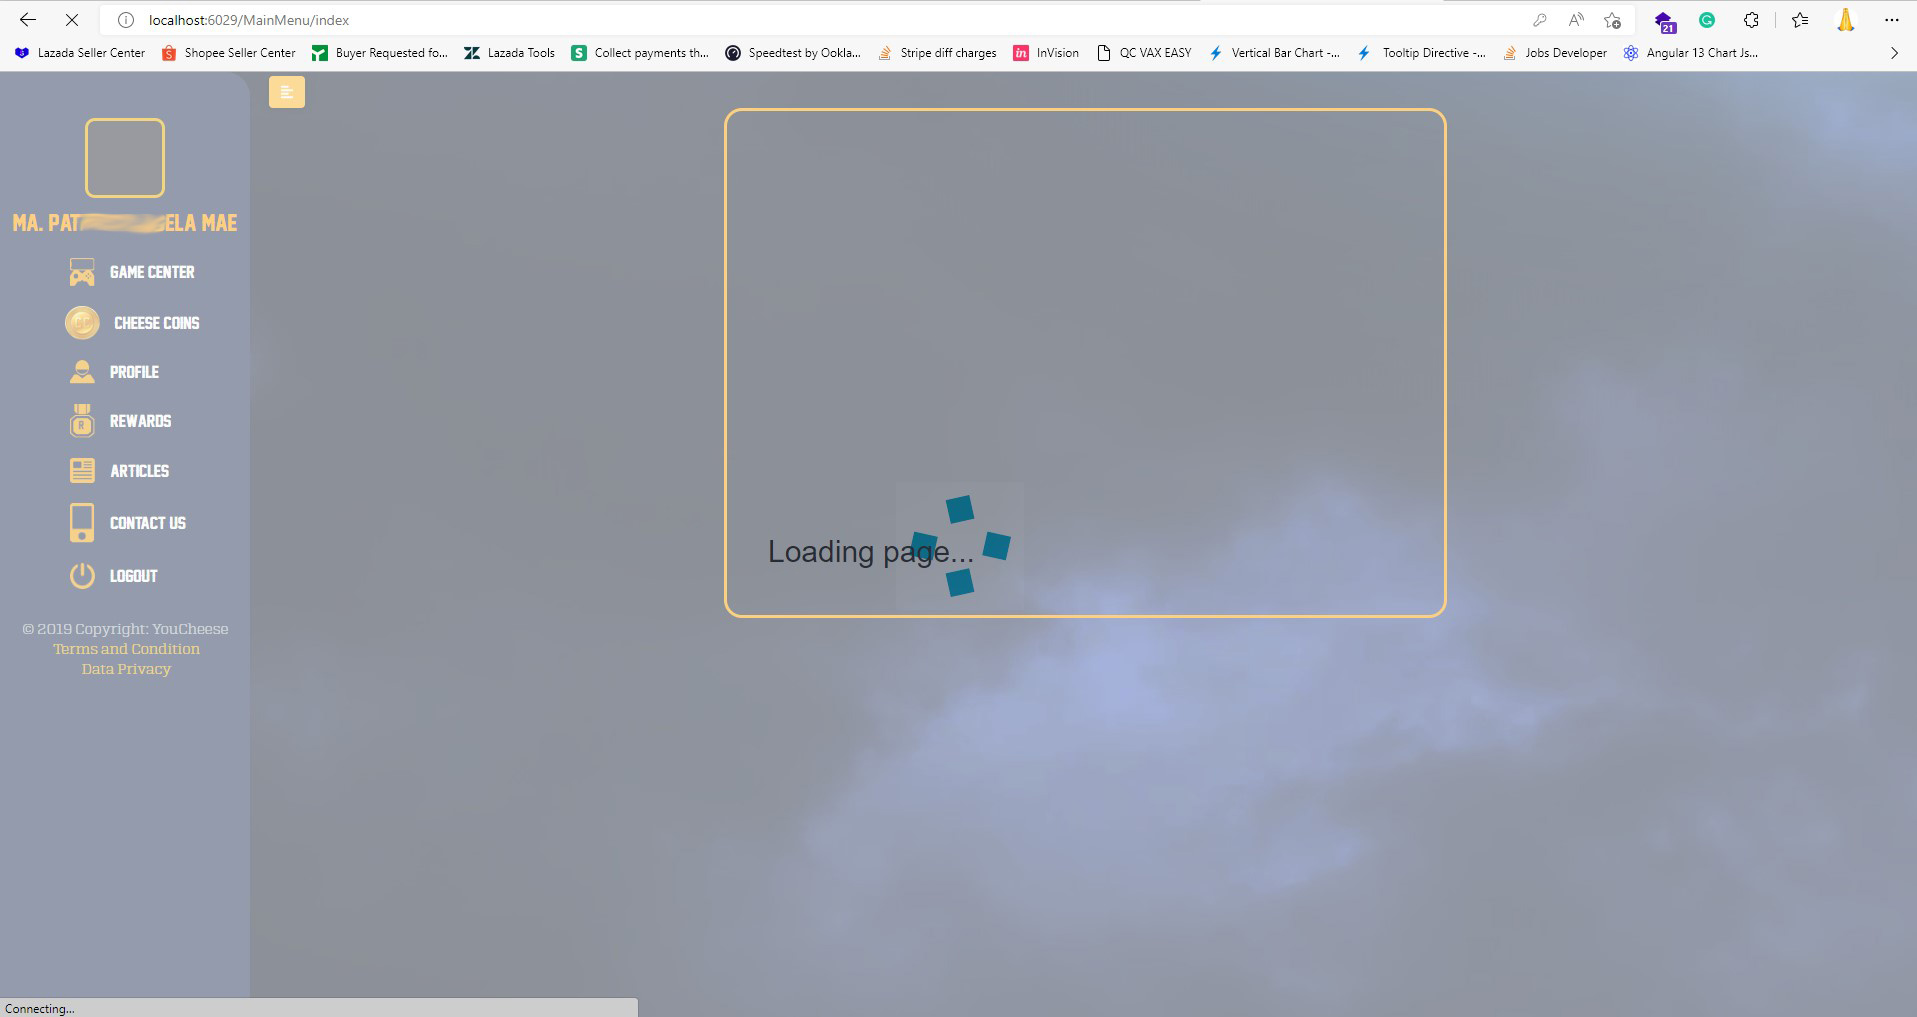 localhost:6029/MainMenu/index
21
Lazada Seller Center
Shopee Seller Center
Buyer Requested fo...
Lazada Tools
Collect payments th...
Speedtest by Ookla...
Stripe diff charges
InVision
QC VAX EASY
Vertical Bar Chart -...
Tooltip Directive -...
Jobs Developer
Angular 13 Chart Js...
MA. PAT ELA MAE
GAME CENTER
CHEESE COINS
PROFILE
REWARDS
ARTICLES
CONTACT US
LOGOUT
© 2019 Copyright: YouCheese
Terms and Condition
Data Privacy
Loading page...
Connecting...